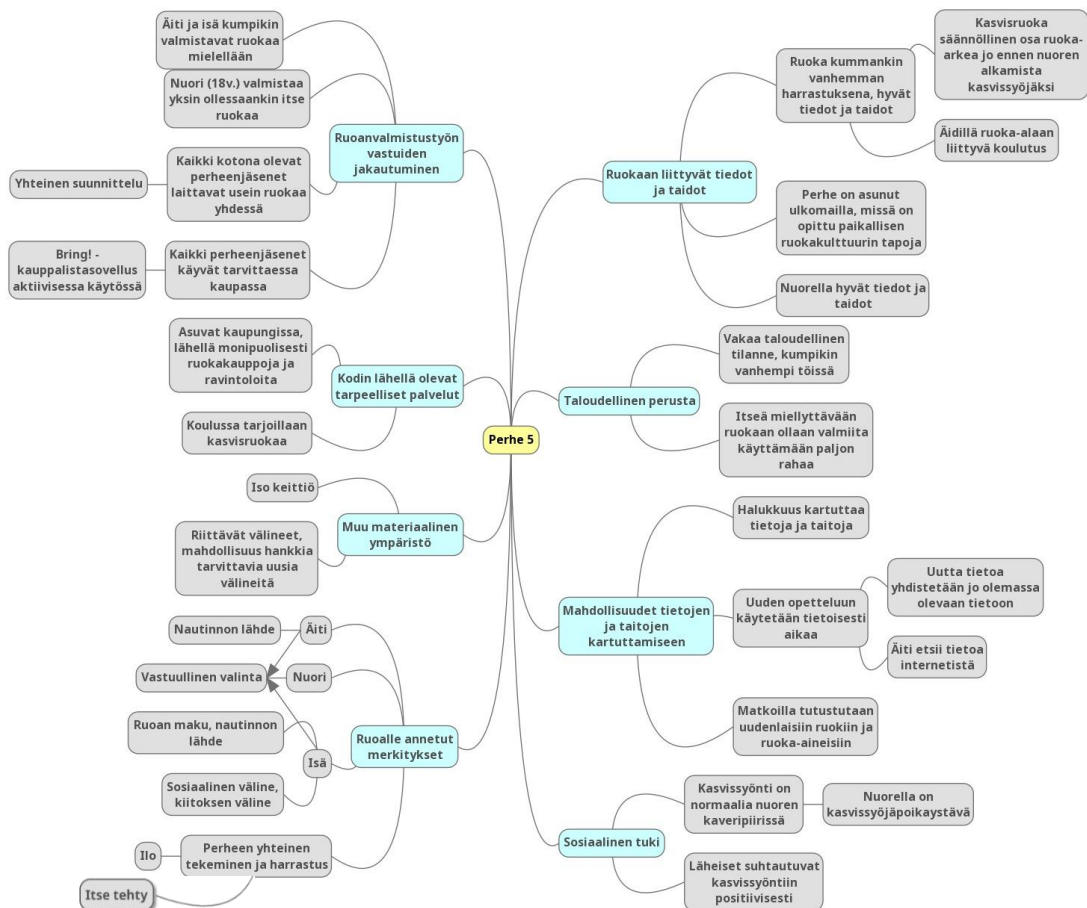 Äiti ja isä kumpikin
valmistavat ruokaa
mielellään
Nuori (18v.) valmistaa
yksin ollessaankin itse
ruokaa
Ruoanvalmistustyön
vastuiden
jakautuminen
Yhteinen suunnittelu
Kaikki kotona olevat
perheenjäsenet
laittavat usein ruokaa
yhdessä
Bring! -
kauppalistasovellus
aktiivisessa käytössä
Kaikki perheenjäsenet
käyvät tarvittaessa
kaupassa
Asuvat kaupungissa,
lähellä monipuolisesti
ruokakauppoja ja
ravintoloita
Kodin lähellä olevat
tarpeelliset palvelut
Koulussa tarjoillaan
kasvisruokaa
Iso keittiö
Muu materiaalinen
ympäristö
Riittävät välineet,
mahdollisuus hankkia
tarvittavia uusia
välineitä
Nautinnon lähde
Äiti
Vastuullinen valinta
Nuori
Ruoan maku, nautinnon
lähde
Isä
Ruoalle annetut
merkitykset
Sosiaalinen väline,
kiitoksen väline
Ilo
Perheen yhteinen
tekeminen ja harrastus
Itse tehty
Perhe 5
Ruokaan liittyvät tiedot
ja taidot
Ruoka kummankin
vanhemman
harrastuksena, hyvät
tiedot ja taidot
Kasvisruoka
säännöllinen osa ruoka-
arkea jo ennen nuoren
alkamista
kasvissyöjäksi
Äidillä ruoka-alaan
liittyvä koulutus
Perhe on asunut
ulkomailla, missä on
opittu paikallisen
ruokakulttuurin tapoja
Nuorella hyvät tiedot ja
taidot
Taloudellinen perusta
Vakaa taloudellinen
tilanne, kumpikin
vanhempi töissä
Itseä miellyttävään
ruokaan ollaan valmiita
käyttämään paljon
rahaa
Mahdollisuudet tietojen
ja taitojen
kartuttamiseen
Halukkuus kartuttaa
tietoja ja taitoja
Uuden opetteluun
käytetään tietoisesti
aikaa
Uutta tietoa
yhdistetään jo olemassa
olevaan tietoon
Äiti etsii tietoa
internetistä
Matkoilla tutustutaan
uudenlaisiin ruokiin ja
ruoka-aineisiin
Sosiaalinen tuki
Kasvissyönti on
normaalia nuoren
kaveripiirissä
Nuorella on
kasvissyöjäpoikaystävä
Läheiset suhtautuvat
kasvissyöntiin
positiivisesti